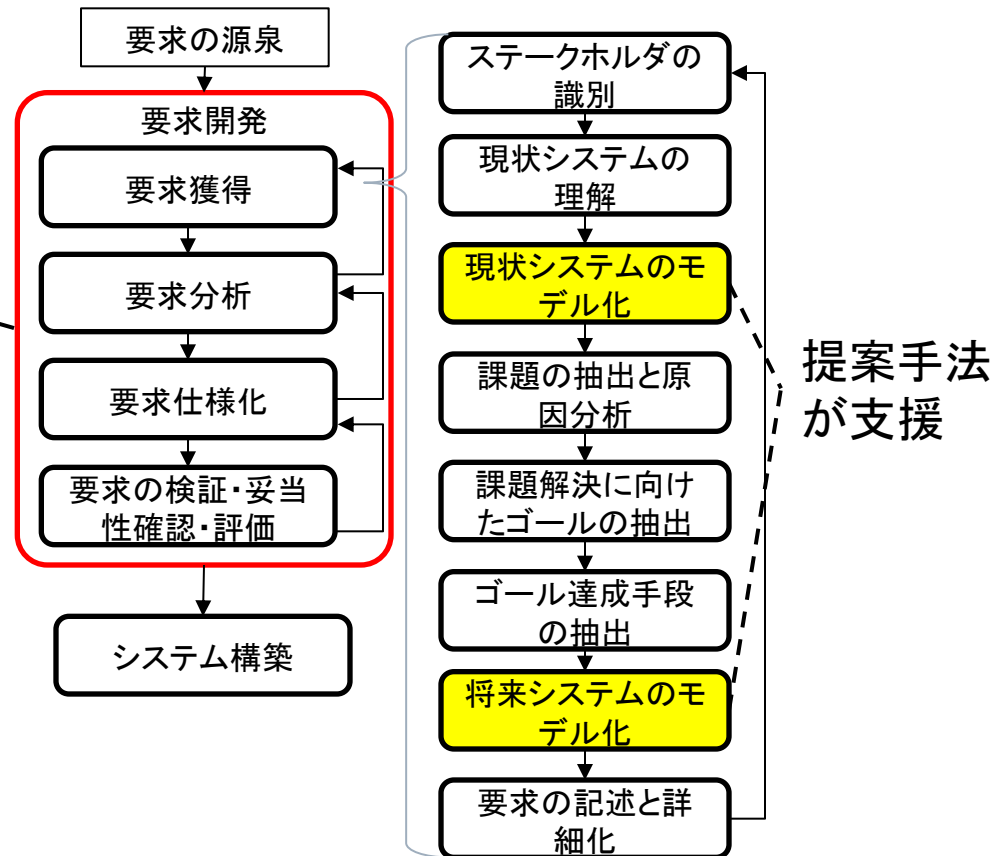 要求の源泉
要求開発
要求獲得
要求分析
要求仕様化
要求の検証・妥当
性確認・評価
システム構築
ステークホルダの
識別
現状システムの
理解
現状システムのモ
デル化
課題の抽出と原
因分析
課題解決に向け
たゴールの抽出
ゴール達成手段
の抽出
将来システムのモ
デル化
要求の記述と詳
細化
提案手法
が支援